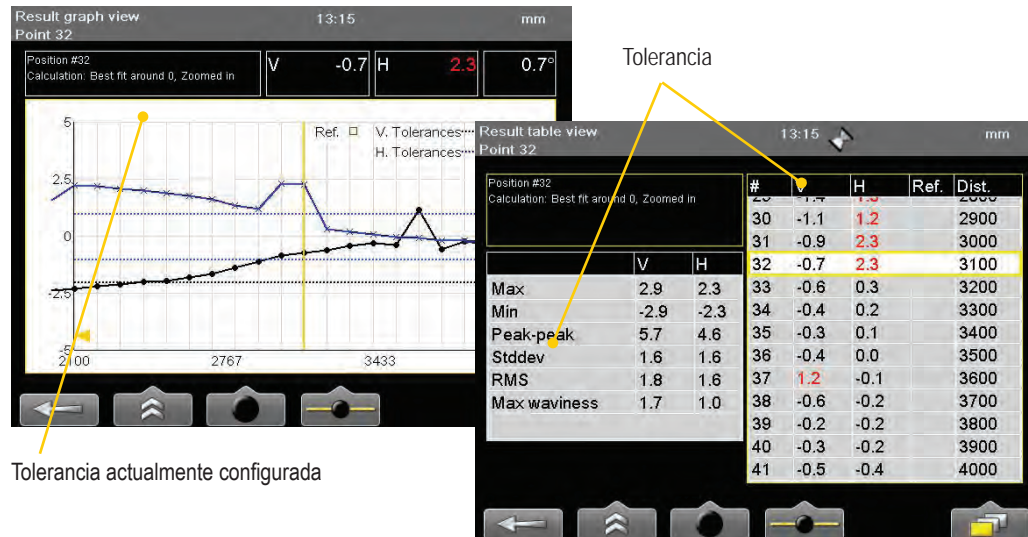 Result graph view 13:15 mm
Point 32
Position #32
Calculation: Best fit around 0, Zoomed in
V -0.7 H 2.3 0.7°
Ref. V. Tolerances
H. Tolerances
5
2.5
0
-2.5
-5
2100 2767 3433
Tolerancia actualmente configurada
Tolerancia
Result table view 13:15 mm
Point 32
Position #32
Calculation: Best fit around 0, Zoomed in
V H
Max 2.9 2.3
Min -2.9 -2.3
Peak-peak 5.7 4.6
Stddev 1.6 1.6
RMS 1.8 1.6
Max waviness 1.7 1.0
# V H Ref. Dist.
30 -1.1 1.2 2900
31 -0.9 2.3 3000
32 -0.7 2.3 3100
33 -0.6 0.3 3200
34 -0.4 0.2 3300
35 -0.3 0.1 3400
36 -0.4 0.0 3500
37 1.2 -0.1 3600
38 -0.6 -0.2 3700
39 -0.2 -0.2 3800
40 -0.3 -0.2 3900
41 -0.5 -0.4 4000